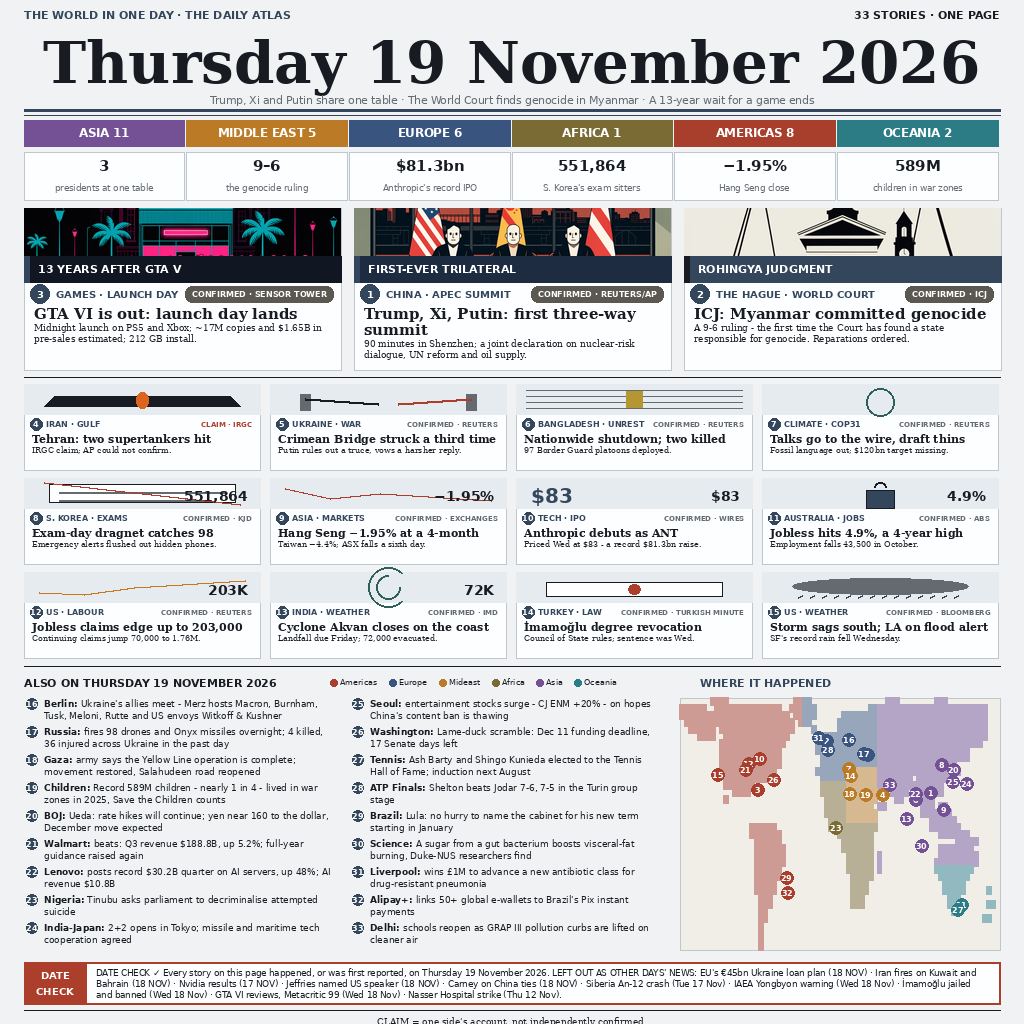 THE WORLD IN ONE DAY · THE DAILY ATLAS
33 STORIES · ONE PAGE
Thursday 19 November 2026
Trump, Xi and Putin share one table · The World Court finds genocide in Myanmar · A 13-year wait for a game ends
ASIA 11
MIDDLE EAST 5
EUROPE 6
AFRICA 1
AMERICAS 8
OCEANIA 2
3
presidents at one table
9–6
the genocide ruling
$81.3bn
Anthropic's record IPO
551,864
S. Korea's exam sitters
−1.95%
Hang Seng close
589M
children in war zones
13 YEARS AFTER GTA V
3 GAMES · LAUNCH DAY CONFIRMED · SENSOR TOWER
GTA VI is out: launch day lands
Midnight launch on PS5 and Xbox; ~17M copies and $1.65B in
pre-sales estimated; 212 GB install.
FIRST-EVER TRILATERAL
1 CHINA · APEC SUMMIT CONFIRMED · REUTERS/AP
Trump, Xi, Putin: first three-way
summit
90 minutes in Shenzhen; a joint declaration on nuclear-risk
dialogue, UN reform and oil supply.
ROHINGYA JUDGMENT
2 THE HAGUE · WORLD COURT CONFIRMED · ICJ
ICJ: Myanmar committed genocide
A 9-6 ruling - the first time the Court has found a state
responsible for genocide. Reparations ordered.
4 IRAN · GULF CLAIM · IRGC
Tehran: two supertankers hit
IRGC claim; AP could not confirm.
5 UKRAINE · WAR CONFIRMED · REUTERS
Crimean Bridge struck a third time
Putin rules out a truce, vows a harsher reply.
6 BANGLADESH · UNREST CONFIRMED · REUTERS
Nationwide shutdown; two killed
97 Border Guard platoons deployed.
7 CLIMATE · COP31 CONFIRMED · REUTERS
Talks go to the wire, draft thins
Fossil language out; $120bn target missing.
551,864
8 S. KOREA · EXAMS CONFIRMED · KJD
Exam-day dragnet catches 98
Emergency alerts flushed out hidden phones.
−1.95%
9 ASIA · MARKETS CONFIRMED · EXCHANGES
Hang Seng −1.95% at a 4-month
Taiwan −4.4%; ASX falls a sixth day.
$83 $83
10 TECH · IPO CONFIRMED · WIRES
Anthropic debuts as ANT
Priced Wed at $83 - a record $81.3bn raise.
4.9%
11 AUSTRALIA · JOBS CONFIRMED · ABS
Jobless hits 4.9%, a 4-year high
Employment falls 43,500 in October.
203K
12 US · LABOUR CONFIRMED · REUTERS
Jobless claims edge up to 203,000
Continuing claims jump 70,000 to 1.76M.
72K
13 INDIA · WEATHER CONFIRMED · IMD
Cyclone Akvan closes on the coast
Landfall due Friday; 72,000 evacuated.
14 TURKEY · LAW CONFIRMED · TURKISH MINUTE
İmamoğlu degree revocation
Council of State rules; sentence was Wed.
15 US · WEATHER CONFIRMED · BLOOMBERG
Storm sags south; LA on flood alert
SF's record rain fell Wednesday.
ALSO ON THURSDAY 19 NOVEMBER 2026
Americas Europe Mideast Africa Asia Oceania
16 Berlin: Ukraine's allies meet - Merz hosts Macron, Burnham,
Tusk, Meloni, Rutte and US envoys Witkoff & Kushner
17 Russia: fires 98 drones and Onyx missiles overnight; 4 killed,
36 injured across Ukraine in the past day
18 Gaza: army says the Yellow Line operation is complete;
movement restored, Salahudeen road reopened
19 Children: Record 589M children - nearly 1 in 4 - lived in war
zones in 2025, Save the Children counts
20 BOJ: Ueda: rate hikes will continue; yen near 160 to the dollar,
December move expected
21 Walmart: beats: Q3 revenue $188.8B, up 5.2%; full-year
guidance raised again
22 Lenovo: posts record $30.2B quarter on AI servers, up 48%; AI
revenue $10.8B
23 Nigeria: Tinubu asks parliament to decriminalise attempted
suicide
24 India-Japan: 2+2 opens in Tokyo; missile and maritime tech
cooperation agreed
25 Seoul: entertainment stocks surge - CJ ENM +20% - on hopes
China's content ban is thawing
26 Washington: Lame-duck scramble: Dec 11 funding deadline,
17 Senate days left
27 Tennis: Ash Barty and Shingo Kunieda elected to the Tennis
Hall of Fame; induction next August
28 ATP Finals: Shelton beats Jodar 7-6, 7-5 in the Turin group
stage
29 Brazil: Lula: no hurry to name the cabinet for his new term
starting in January
30 Science: A sugar from a gut bacterium boosts visceral-fat
burning, Duke-NUS researchers find
31 Liverpool: wins £1M to advance a new antibiotic class for
drug-resistant pneumonia
32 Alipay+: links 50+ global e-wallets to Brazil's Pix instant
payments
33 Delhi: schools reopen as GRAP III pollution curbs are lifted on
cleaner air
WHERE IT HAPPENED
31 16
28 17
10
15 21 26
3
14
18 19 4
33 22 1
8 20
25 24
9
13
30
23
29
32
27
DATE
CHECK
DATE CHECK ✓ Every story on this page happened, or was first reported, on Thursday 19 November 2026. LEFT OUT AS OTHER DAYS' NEWS: EU's €45bn Ukraine loan plan (18 NOV) · Iran fires on Kuwait and
Bahrain (18 NOV) · Nvidia results (17 NOV) · Jeffries named US speaker (18 NOV) · Carney on China ties (18 NOV) · Siberia An-12 crash (Tue 17 Nov) · IAEA Yongbyon warning (Wed 18 Nov) · İmamoğlu jailed
and banned (Wed 18 Nov) · GTA VI reviews, Metacritic 99 (Wed 18 Nov) · Nasser Hospital strike (Thu 12 Nov).
CLAIM = one side's account, not independently confirmed